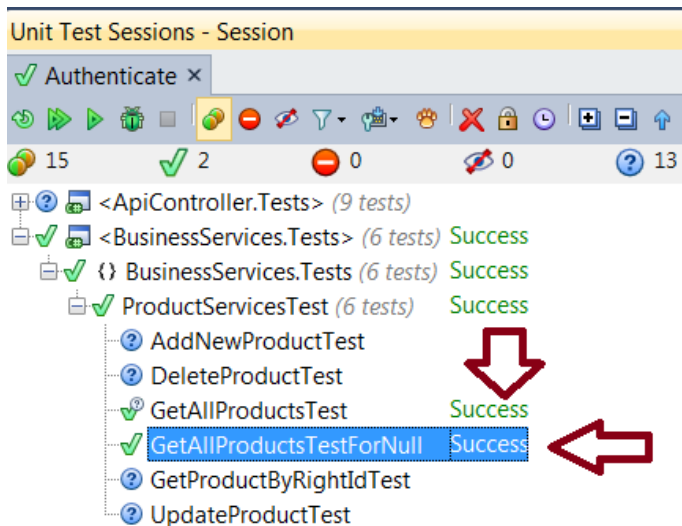 Unit Test Sessions - Session
Authenticate ×
15 2 0 0 13
<ApiController.Tests> (9 tests)
<BusinessServices.Tests> (6 tests) Success
{} BusinessServices.Tests (6 tests) Success
ProductServicesTest (6 tests) Success
AddNewProductTest
DeleteProductTest
GetAllProductsTest Success
GetAllProductsTestForNull Success
GetProductByRightIdTest
UpdateProductTest